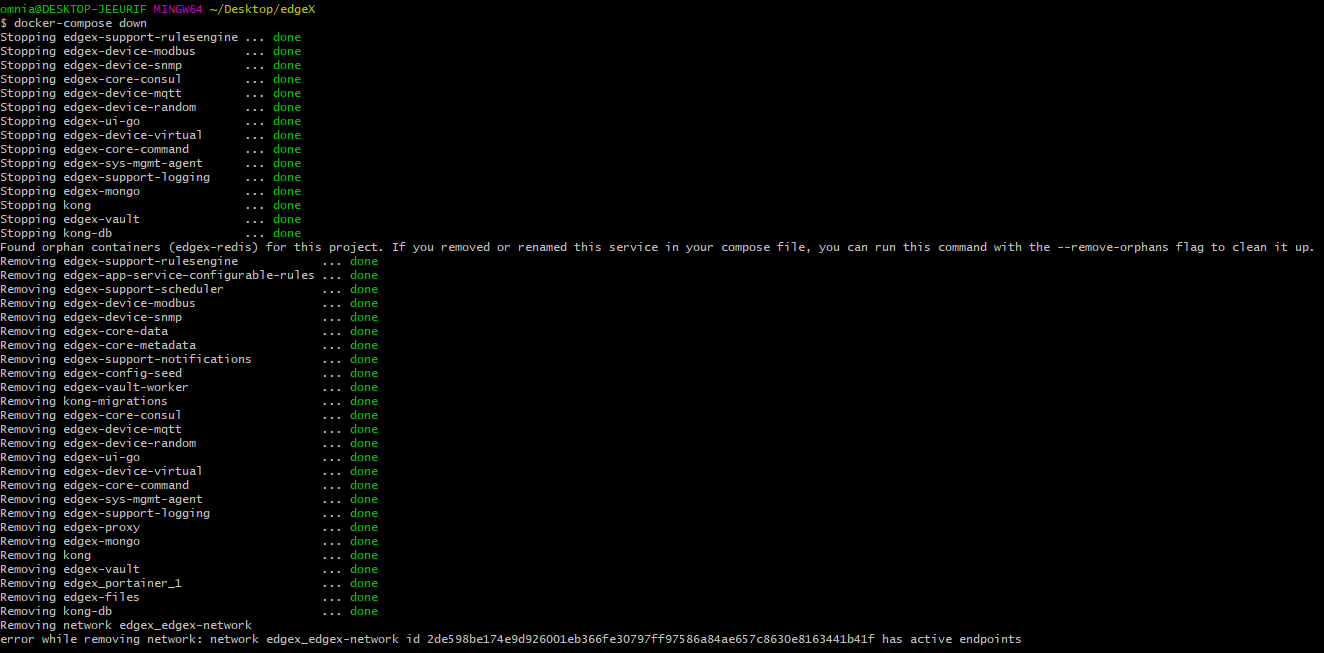 omnia@DESKTOP-JEEURIF MINGW64 ~/Desktop/edgeX
$ docker-compose down
Stopping edgex-support-rulesengine ... done
Stopping edgex-device-modbus       ... done
Stopping edgex-device-snmp         ... done
Stopping edgex-core-consul         ... done
Stopping edgex-device-mqtt         ... done
Stopping edgex-device-random       ... done
Stopping edgex-ui-go               ... done
Stopping edgex-device-virtual      ... done
Stopping edgex-core-command        ... done
Stopping edgex-sys-mgmt-agent      ... done
Stopping edgex-support-logging     ... done
Stopping edgex-mongo               ... done
Stopping kong                      ... done
Stopping edgex-vault               ... done
Stopping kong-db                   ... done
Found orphan containers (edgex-redis) for this project. If you removed or renamed this service in your compose file, you can run this command with the --remove-orphans flag to clean it up.
Removing edgex-support-rulesengine            ... done
Removing edgex-app-service-configurable-rules ... done
Removing edgex-support-scheduler              ... done
Removing edgex-device-modbus                  ... done
Removing edgex-device-snmp                    ... done
Removing edgex-core-data                      ... done
Removing edgex-core-metadata                  ... done
Removing edgex-support-notifications          ... done
Removing edgex-config-seed                    ... done
Removing edgex-vault-worker                   ... done
Removing kong-migrations                      ... done
Removing edgex-core-consul                    ... done
Removing edgex-device-mqtt                    ... done
Removing edgex-device-random                  ... done
Removing edgex-ui-go                          ... done
Removing edgex-device-virtual                 ... done
Removing edgex-core-command                   ... done
Removing edgex-sys-mgmt-agent                 ... done
Removing edgex-support-logging                ... done
Removing edgex-proxy                          ... done
Removing edgex-mongo                          ... done
Removing kong                                 ... done
Removing edgex-vault                          ... done
Removing edgex_portainer_1                    ... done
Removing edgex-files                          ... done
Removing kong-db                              ... done
Removing network edgex_edgex-network
error while removing network: network edgex_edgex-network id 2de598be174e9d926001eb366fe30797ff97586a84ae657c8630e8163441b41f has active endpoints